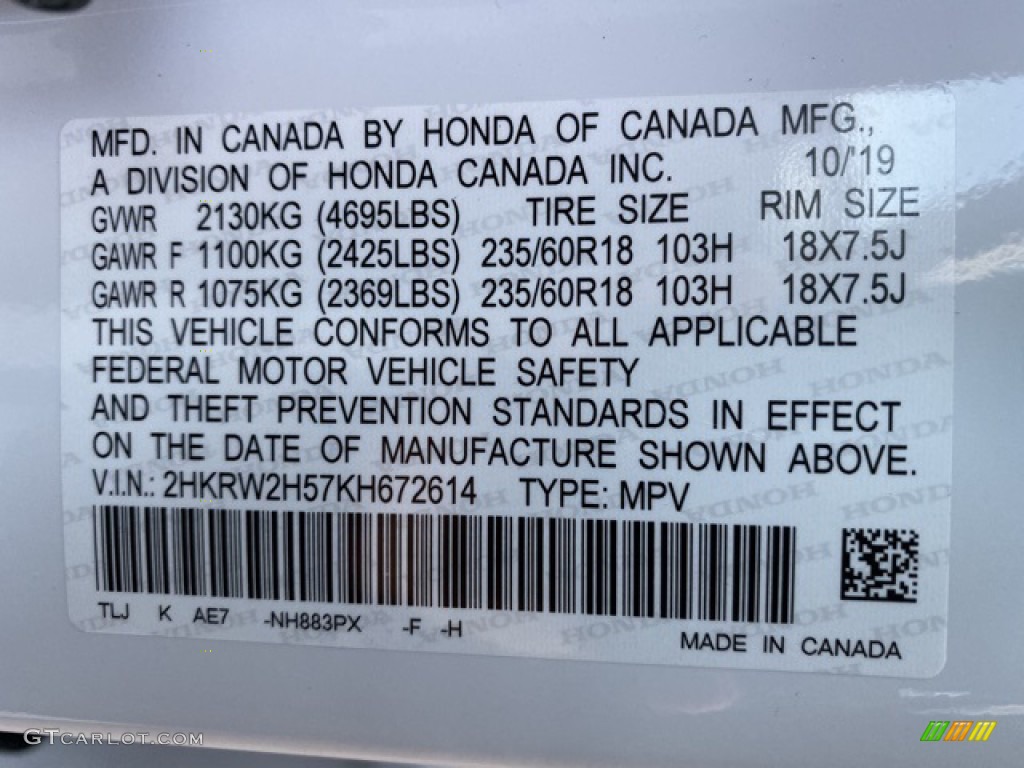 MFD. IN CANADA BY HONDA OF CANADA MFG.,
A DIVISION OF HONDA CANADA INC. 10/'19
GVWR 2130KG (4695LBS) TIRE SIZE RIM SIZE
GAWR F 1100KG (2425LBS) 235/60R18 103H 18X7.5J
GAWR R 1075KG (2369LBS) 235/60R18 103H 18X7.5J
THIS VEHICLE CONFORMS TO ALL APPLICABLE
FEDERAL MOTOR VEHICLE SAFETY
AND THEFT PREVENTION STANDARDS IN EFFECT
ON THE DATE OF MANUFACTURE SHOWN ABOVE.
V.I.N.: 2HKRW2H57KH672614 TYPE: MPV
TLJ K AE7 -NH883PX -F -H
MADE IN CANADA
GTCARLOT.COM